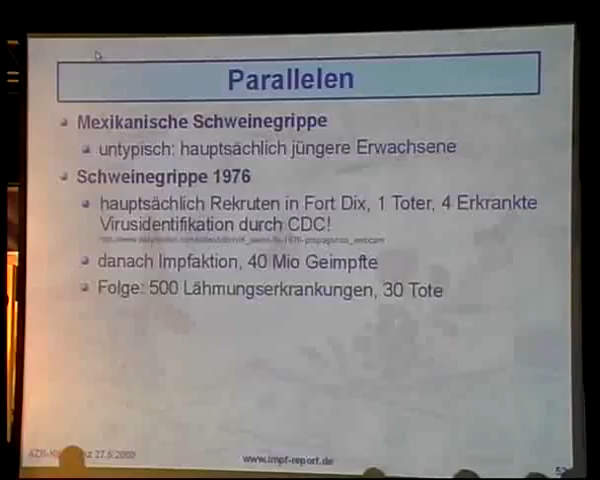 Parallelen
Mexikanische Schweinegrippe
untypisch: hauptsächlich jüngere Erwachsene
Schweinegrippe 1976
hauptsächlich Rekruten in Fort Dix, 1 Toter, 4 Erkrankte
Virusidentifikation durch CDC!
danach Impfaktion, 40 Mio Geimpfte
Folge: 500 Lähmungserkrankungen, 30 Tote
www.impf-report.de